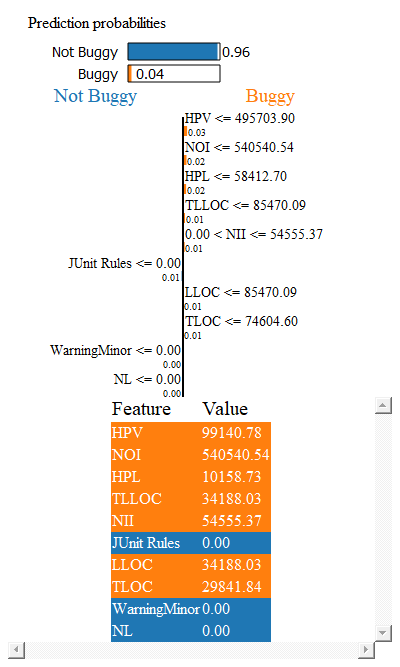 Prediction probabilities
Not Buggy 0.96
Buggy 0.04
Not Buggy Buggy
HPV <= 495703.90
0.03
NOI <= 540540.54
0.02
HPL <= 58412.70
0.02
TLLOC <= 85470.09
0.01
0.00 < NII <= 54555.37
0.01
JUnit Rules <= 0.00
0.01
LLOC <= 85470.09
0.01
TLOC <= 74604.60
0.01
WarningMinor <= 0.00
0.00
NL <= 0.00
0.00
Feature Value
HPV 99140.78
NOI 540540.54
HPL 10158.73
TLLOC 34188.03
NII 54555.37
JUnit Rules 0.00
LLOC 34188.03
TLOC 29841.84
WarningMinor 0.00
NL 0.00